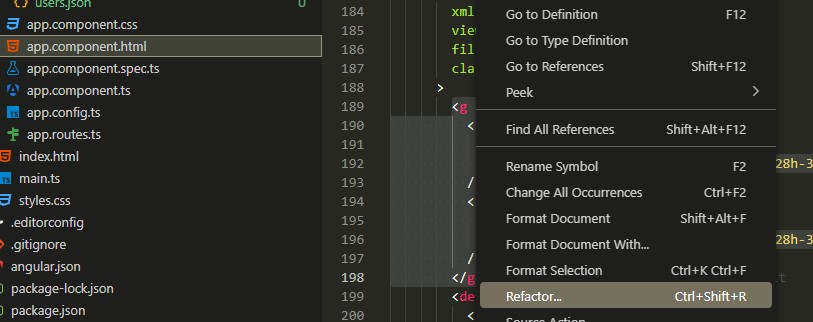 users.json U
app.component.css
app.component.html
app.component.spec.ts
app.component.ts
app.config.ts
app.routes.ts
index.html
main.ts
styles.css
.editorconfig
.gitignore
angular.json
package-lock.json
package.json
184 xml
185 view
186 fil
187 cla
188 >
189 <g
190 <
191
192 28h-3
193 /
194 <
195
196 28h-3
197 /
198 </g
199 <de
200 <
Go to Definition F12
Go to Type Definition
Go to References Shift+F12
Peek
Find All References Shift+Alt+F12
Rename Symbol F2
Change All Occurrences Ctrl+F2
Format Document Shift+Alt+F
Format Document With...
Format Selection Ctrl+K Ctrl+F
Refactor... Ctrl+Shift+R
Source Action